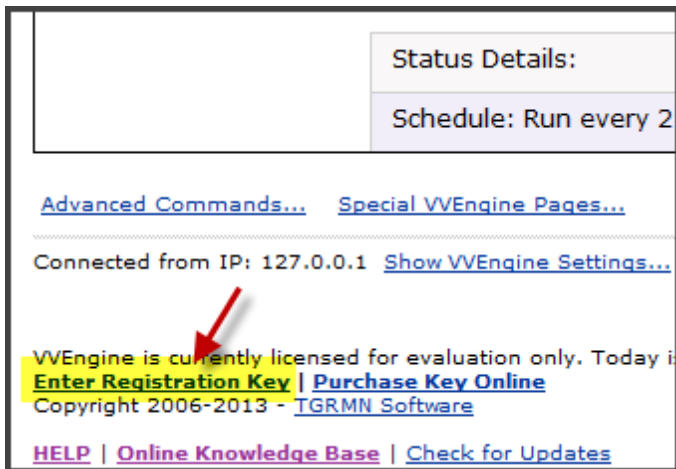 Status Details:
Schedule: Run every 2
Advanced Commands... Special VVEngine Pages...
Connected from IP: 127.0.0.1 Show VVEngine Settings...
VVEngine is currently licensed for evaluation only. Today is
Enter Registration Key | Purchase Key Online
Copyright 2006-2013 - TGRMN Software
HELP | Online Knowledge Base | Check for Updates